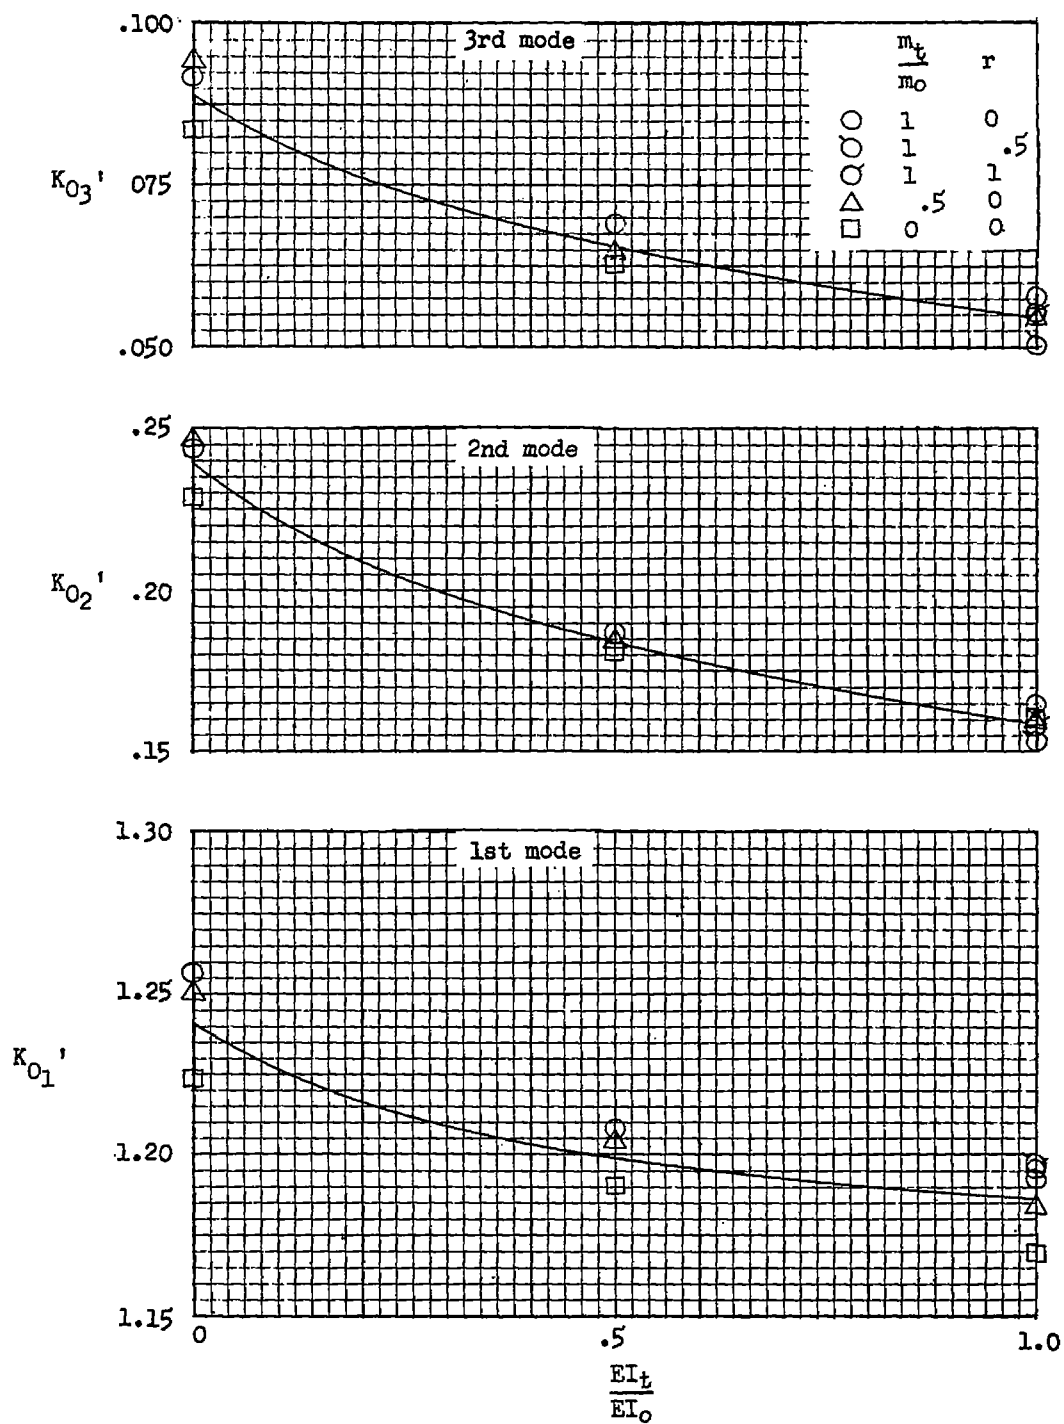 .100
3rd mode
m_t/m_o r
○ 1 0
○ 1 .5
○ 1 1
△ .5 0
□ 0 0
K_O3'
075
.050
.25
2nd mode
K_O2'
.20
.15
1.30
1st mode
1.25
K_O1'
1.20
1.15
0 .5 1.0
EI_t/EI_o